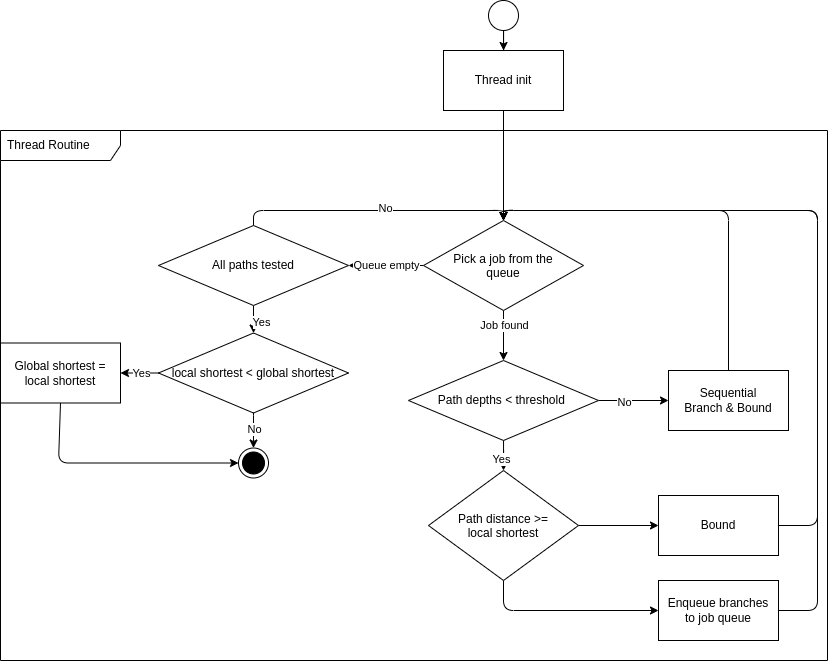 Thread init
Thread Routine
No
All paths tested
Queue empty
Pick a job from the
queue
Yes
Job found
Global shortest =
local shortest
Yes
local shortest < global shortest
Path depths < threshold
No
Sequential
Branch & Bound
No
Yes
Path distance >=
local shortest
Bound
Enqueue branches
to job queue